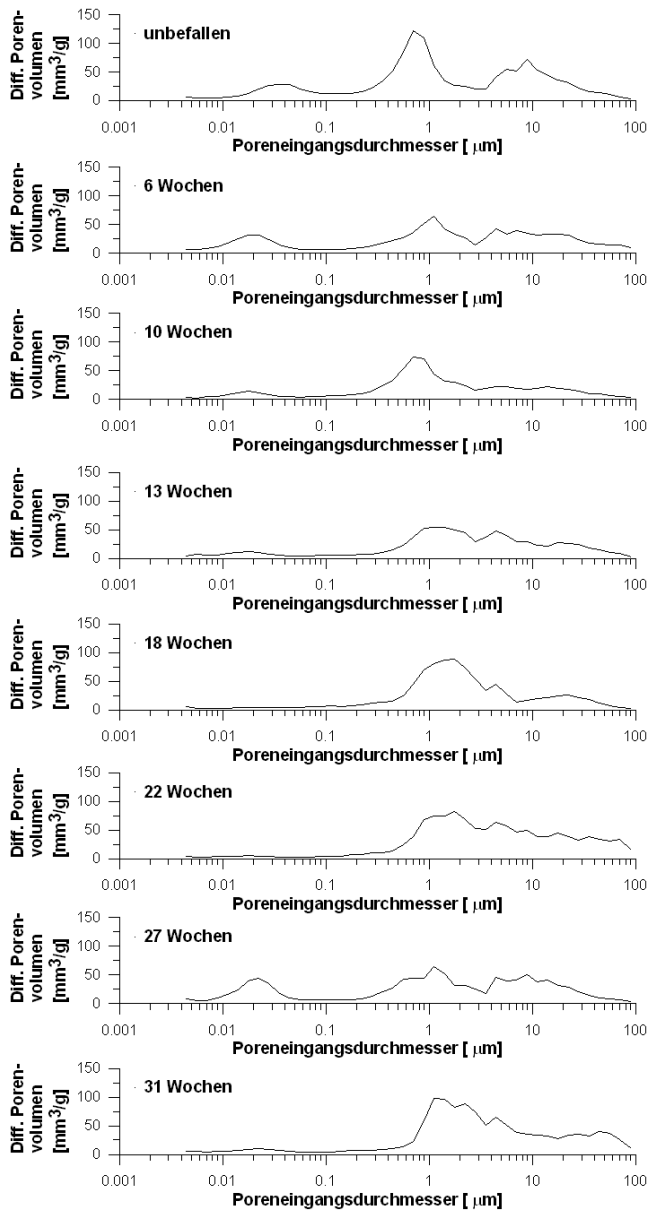 Diff. Poren-
volumen
[mm³/g]
150
100
50
0
unbefallen
0.001 0.01 0.1 1 10 100
Poreneingangsdurchmesser [ μm]
Diff. Poren-
volumen
[mm³/g]
150
100
50
0
6 Wochen
0.001 0.01 0.1 1 10 100
Poreneingangsdurchmesser [ μm]
Diff. Poren-
volumen
[mm³/g]
150
100
50
0
10 Wochen
0.001 0.01 0.1 1 10 100
Poreneingangsdurchmesser [ μm]
Diff. Poren-
volumen
[mm³/g]
150
100
50
0
13 Wochen
0.001 0.01 0.1 1 10 100
Poreneingangsdurchmesser [ μm]
Diff. Poren-
volumen
[mm³/g]
150
100
50
0
18 Wochen
0.001 0.01 0.1 1 10 100
Poreneingangsdurchmesser [ μm]
Diff. Poren-
volumen
[mm³/g]
150
100
50
0
22 Wochen
0.001 0.01 0.1 1 10 100
Poreneingangsdurchmesser [ μm]
Diff. Poren-
volumen
[mm³/g]
150
100
50
0
27 Wochen
0.001 0.01 0.1 1 10 100
Poreneingangsdurchmesser [ μm]
Diff. Poren-
volumen
[mm³/g]
150
100
50
0
31 Wochen
0.001 0.01 0.1 1 10 100
Poreneingangsdurchmesser [ μm]